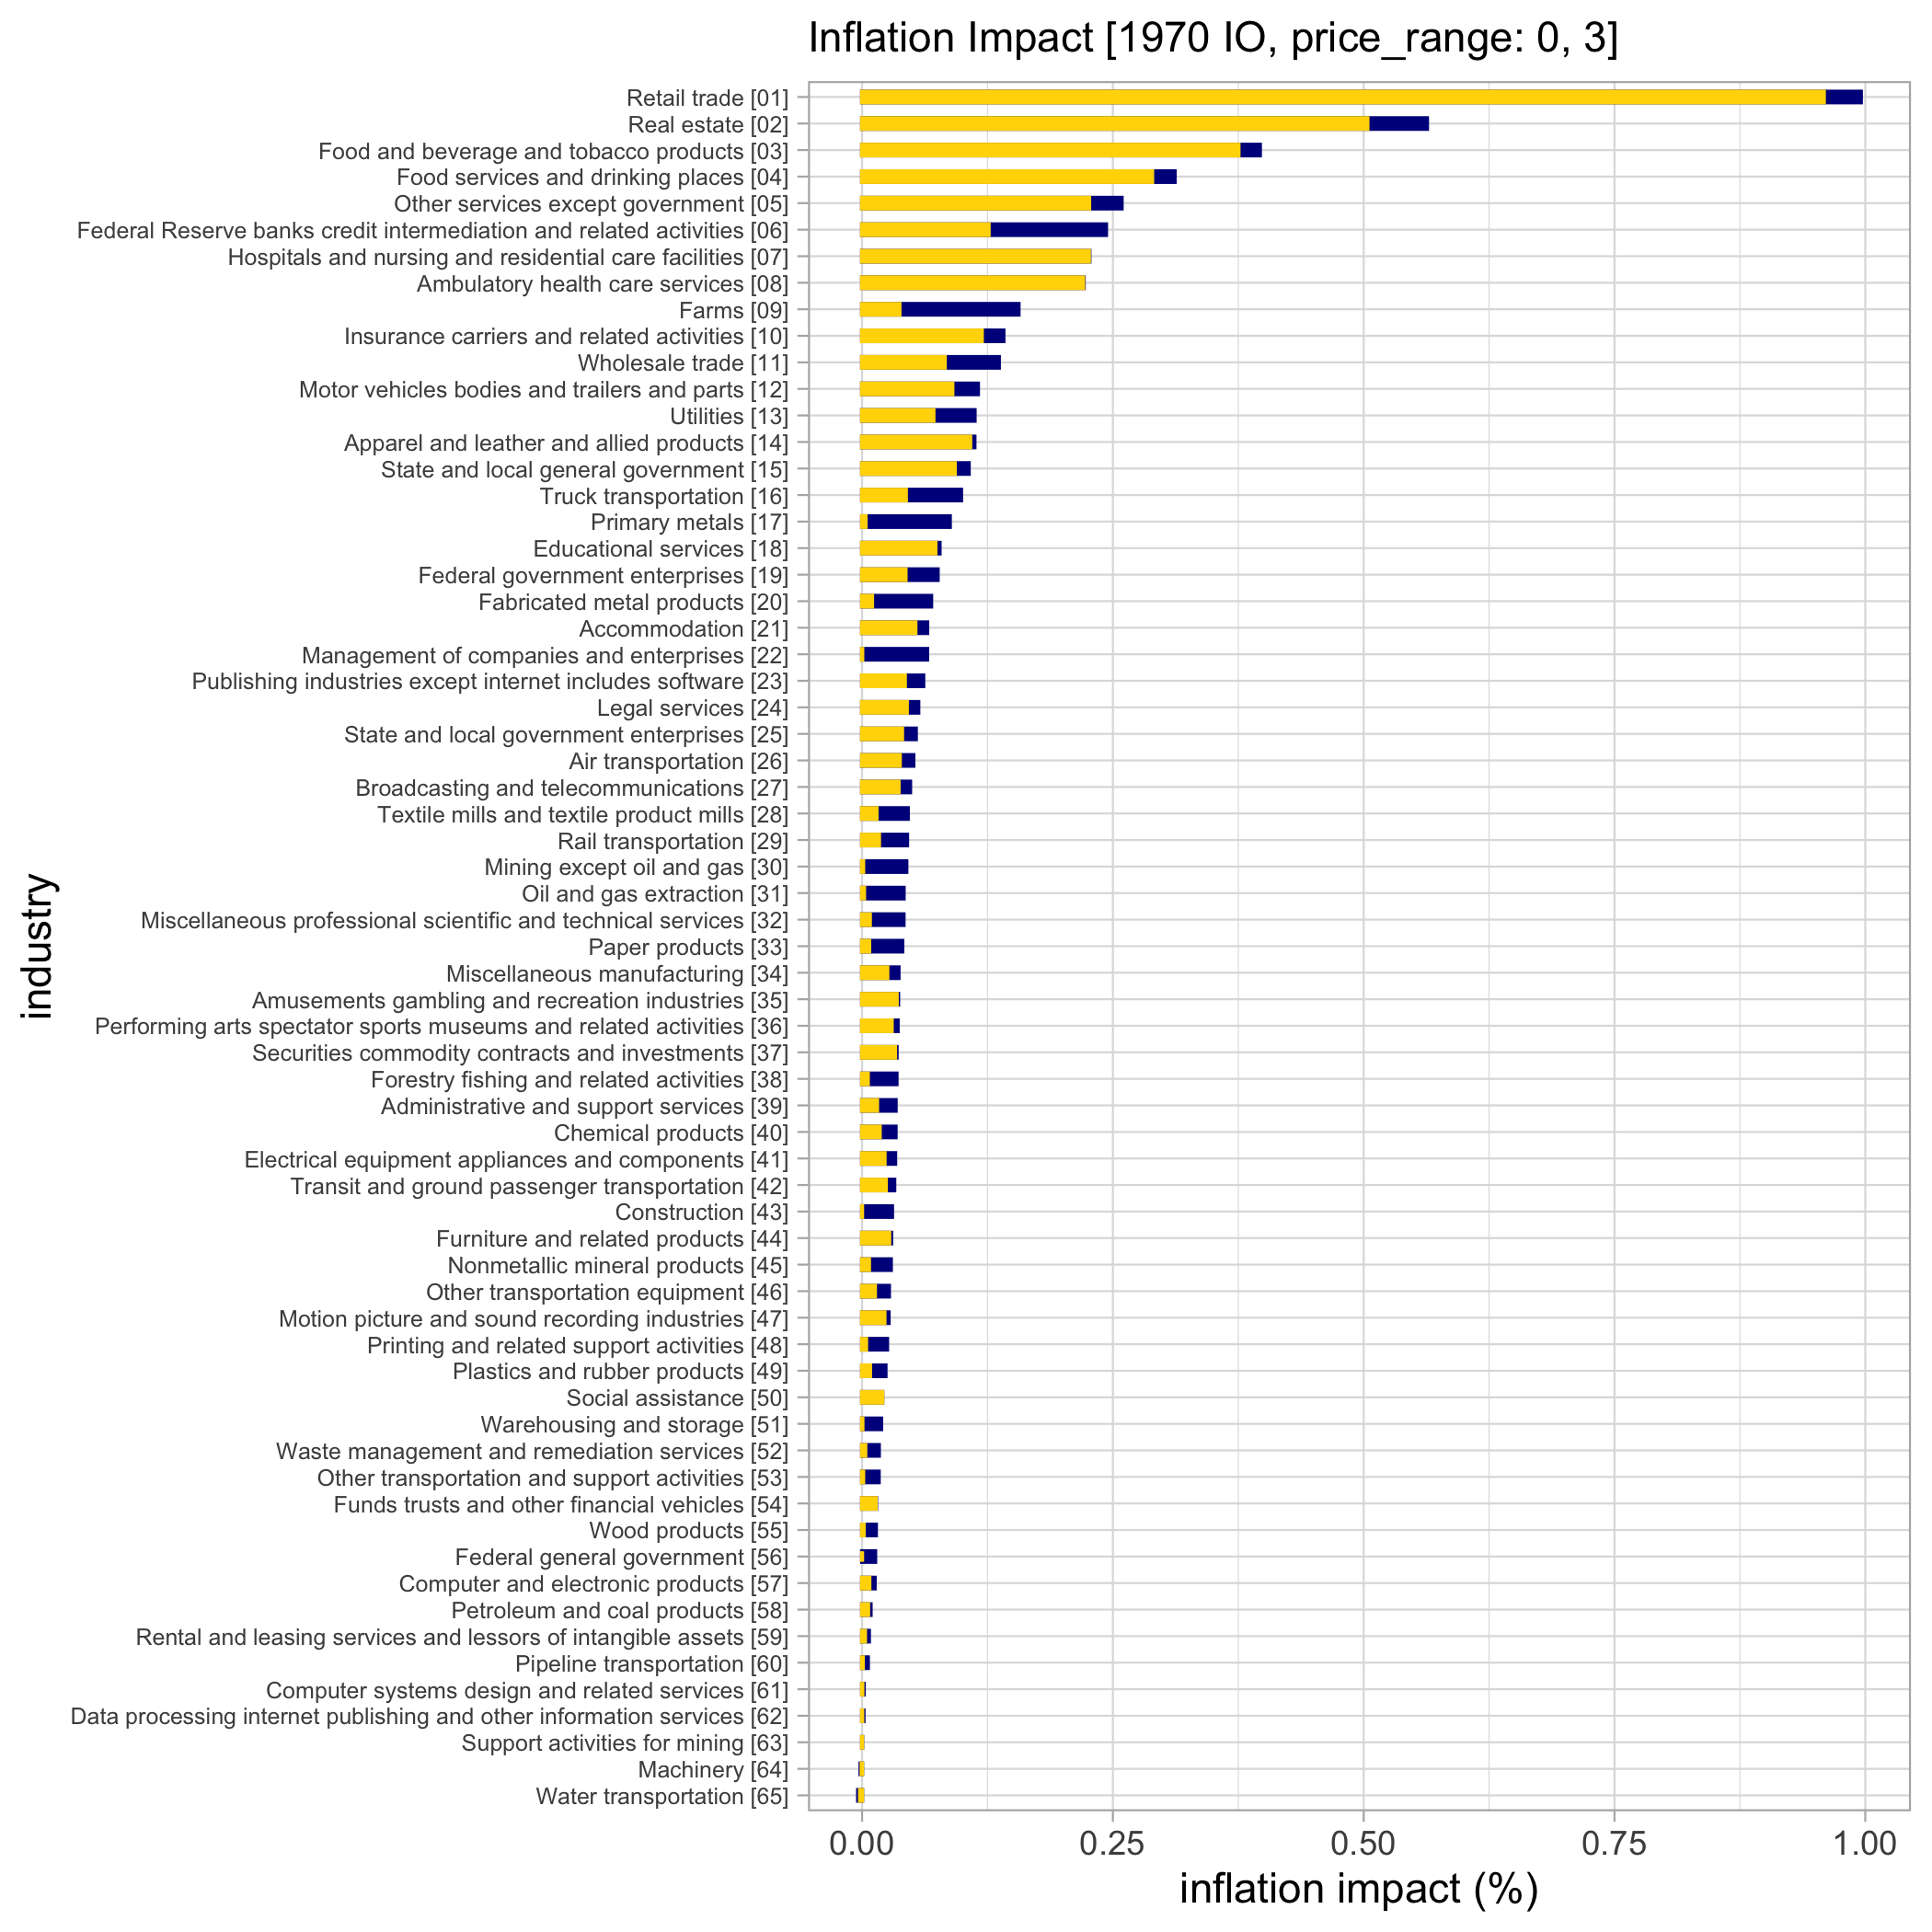 Inflation Impact [1970 IO, price_range: 0, 3]
industry
Retail trade [01]
Real estate [02]
Food and beverage and tobacco products [03]
Food services and drinking places [04]
Other services except government [05]
Federal Reserve banks credit intermediation and related activities [06]
Hospitals and nursing and residential care facilities [07]
Ambulatory health care services [08]
Farms [09]
Insurance carriers and related activities [10]
Wholesale trade [11]
Motor vehicles bodies and trailers and parts [12]
Utilities [13]
Apparel and leather and allied products [14]
State and local general government [15]
Truck transportation [16]
Primary metals [17]
Educational services [18]
Federal government enterprises [19]
Fabricated metal products [20]
Accommodation [21]
Management of companies and enterprises [22]
Publishing industries except internet includes software [23]
Legal services [24]
State and local government enterprises [25]
Air transportation [26]
Broadcasting and telecommunications [27]
Textile mills and textile product mills [28]
Rail transportation [29]
Mining except oil and gas [30]
Oil and gas extraction [31]
Miscellaneous professional scientific and technical services [32]
Paper products [33]
Miscellaneous manufacturing [34]
Amusements gambling and recreation industries [35]
Performing arts spectator sports museums and related activities [36]
Securities commodity contracts and investments [37]
Forestry fishing and related activities [38]
Administrative and support services [39]
Chemical products [40]
Electrical equipment appliances and components [41]
Transit and ground passenger transportation [42]
Construction [43]
Furniture and related products [44]
Nonmetallic mineral products [45]
Other transportation equipment [46]
Motion picture and sound recording industries [47]
Printing and related support activities [48]
Plastics and rubber products [49]
Social assistance [50]
Warehousing and storage [51]
Waste management and remediation services [52]
Other transportation and support activities [53]
Funds trusts and other financial vehicles [54]
Wood products [55]
Federal general government [56]
Computer and electronic products [57]
Petroleum and coal products [58]
Rental and leasing services and lessors of intangible assets [59]
Pipeline transportation [60]
Computer systems design and related services [61]
Data processing internet publishing and other information services [62]
Support activities for mining [63]
Machinery [64]
Water transportation [65]
0.00 0.25 0.50 0.75 1.00
inflation impact (%)